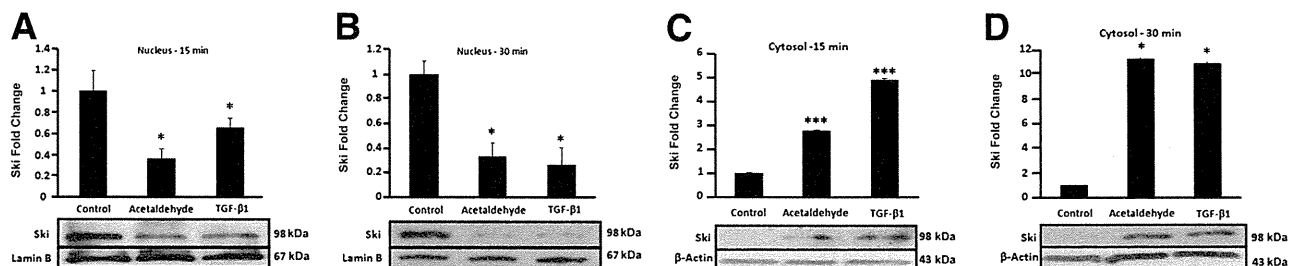 A
Nucleus - 15 min
Ski Fold Change
1.4
1.2
1
0.8
0.6
0.4
0.2
0
*
*
Control Acetaldehyde TGF-β1
Ski 98 kDa
Lamin B 67 kDa
B
Nucleus - 30 min
Ski Fold Change
1.2
1
0.8
0.6
0.4
0.2
0
*
*
Control Acetaldehyde TGF-β1
Ski 98 kDa
Lamin B 67 kDa
C
Cytosol -15 min
Ski Fold Change
6
5
4
3
2
1
0
***
***
Control Acetaldehyde TGF-β1
Ski 98 kDa
β-Actin 43 kDa
D
Cytosol - 30 min
Ski Fold Change
12
10
8
6
4
2
0
*
*
Control Acetaldehyde TGF-β1
Ski 98 kDa
β-Actin 43 kDa